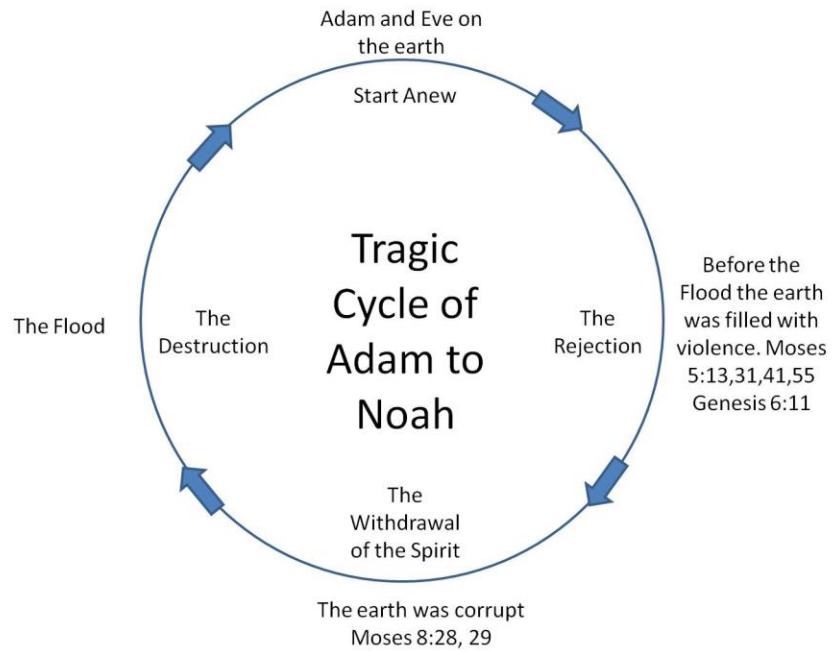 Adam and Eve on
the earth
Start Anew
Tragic
Cycle of
Adam to
Noah
Before the
Flood the earth
was filled with
violence. Moses
5:13,31,41,55
Genesis 6:11
The
Rejection
The
Withdrawal
of the Spirit
The earth was corrupt
Moses 8:28, 29
The
Destruction
The Flood